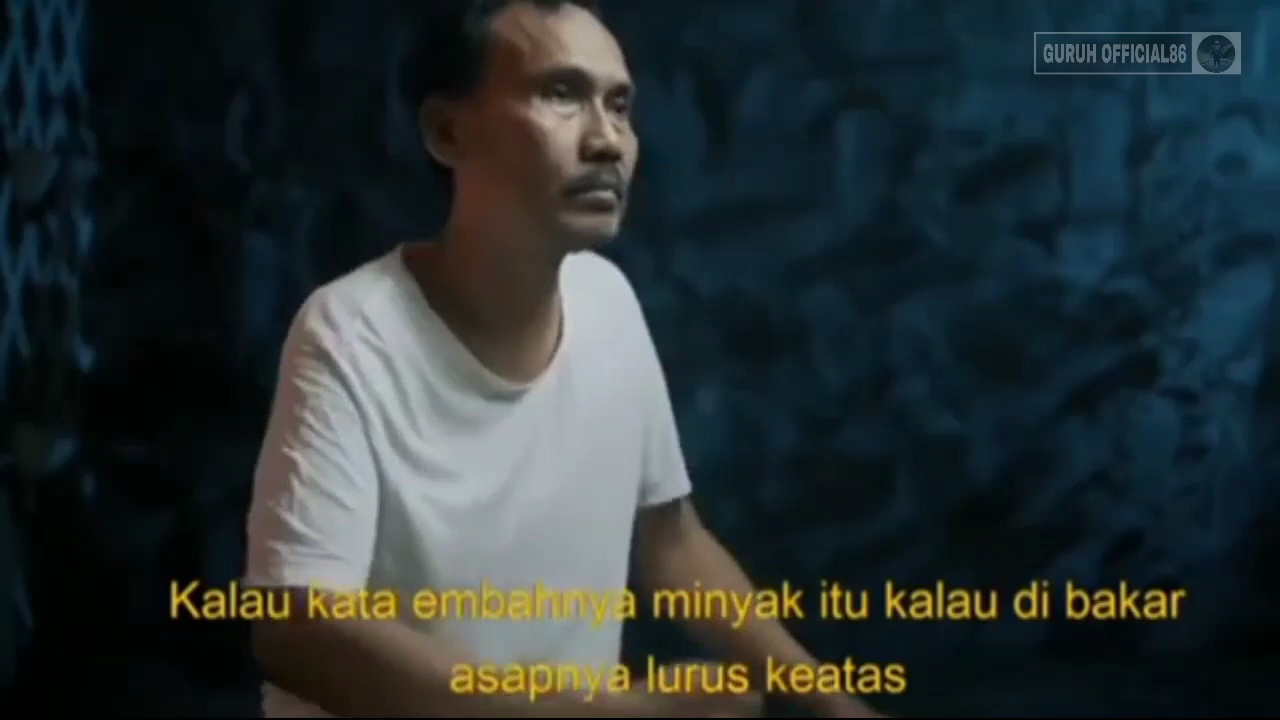 GURUH OFFICIAL86
Kalau kata embahnya minyak itu kalau di bakar
asapnya lurus keatas